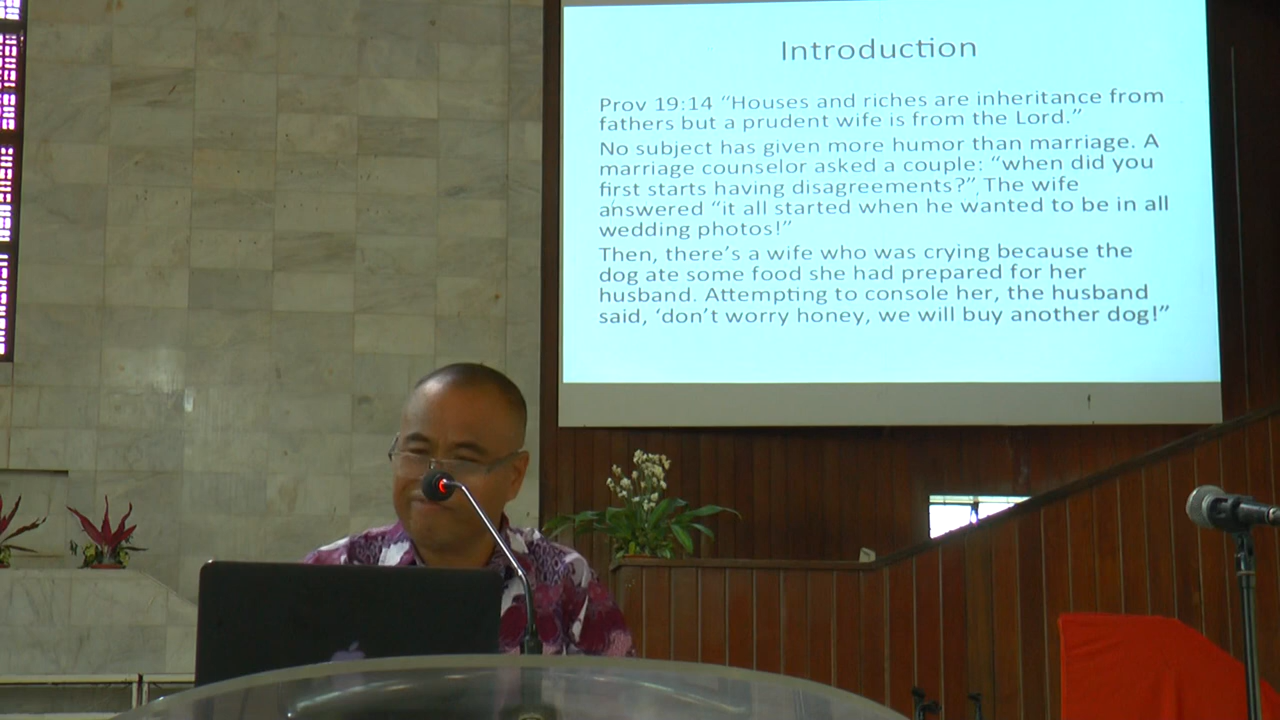 Introduction
Prov 19:14 “Houses and riches are inheritance from
fathers but a prudent wife is from the Lord.”
No subject has given more humor than marriage. A
marriage counselor asked a couple: “when did you
first starts having disagreements?” The wife
answered “it all started when he wanted to be in all
wedding photos!”
Then, there’s a wife who was crying because the
dog ate some food she had prepared for her
husband. Attempting to console her, the husband
said, ‘don’t worry honey, we will buy another dog!”